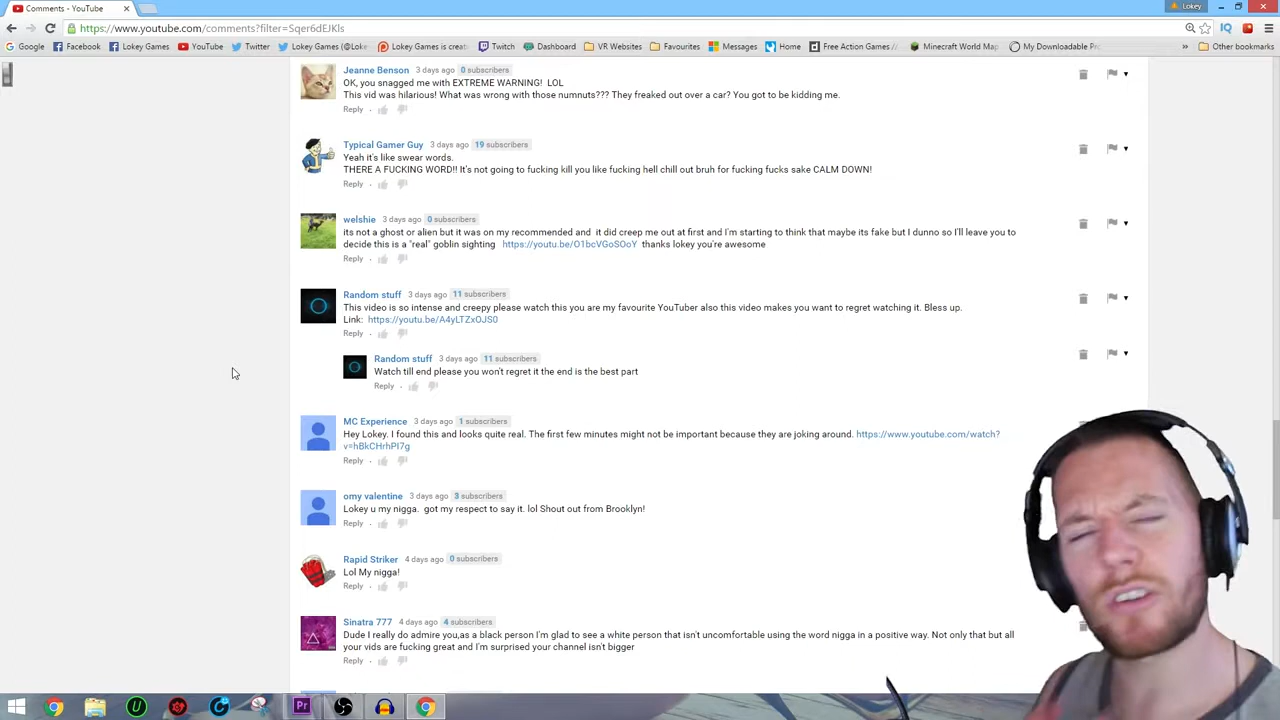 Comments - YouTube
Lokey
https://www.youtube.com/comments?filter=Sqer6dEJKls
Google Facebook Lokey Games YouTube Twitter Lokey Games (@Loke Lokey Games is creat Twitch Dashboard VR Websites Favourites Messages Home Free Action Games / Minecraft World Map My Downloadable Pro » Other bookmarks
Jeanne Benson 3 days ago 0 subscribers
OK, you snagged me with EXTREME WARNING! LOL
This vid was hilarious! What was wrong with those numnuts??? They freaked out over a car? You got to be kidding me.
Reply ·
Typical Gamer Guy 3 days ago 19 subscribers
Yeah it's like swear words.
THERE A FUCKING WORD!! It's not going to fucking kill you like fucking hell chill out bruh for fucking fucks sake CALM DOWN!
Reply ·
welshie 3 days ago 0 subscribers
its not a ghost or alien but it was on my recommended and it did creep me out at first and I'm starting to think that maybe its fake but I dunno so I'll leave you to
decide this is a "real" goblin sighting https://youtu.be/O1bcVGoSOoY thanks lokey you're awesome
Reply ·
Random stuff 3 days ago 11 subscribers
This video is so intense and creepy please watch this you are my favourite YouTuber also this video makes you want to regret watching it. Bless up.
Link: https://youtu.be/A4yLTZxOJS0
Reply ·
Random stuff 3 days ago 11 subscribers
Watch till end please you won't regret it the end is the best part
Reply ·
MC Experience 3 days ago 1 subscribers
Hey Lokey. I found this and looks quite real. The first few minutes might not be important because they are joking around. https://www.youtube.com/watch?
v=hBkCHrhPI7g
Reply ·
omy valentine 3 days ago 3 subscribers
Lokey u my nigga. got my respect to say it. lol Shout out from Brooklyn!
Reply ·
Rapid Striker 4 days ago 0 subscribers
Lol My nigga!
Reply ·
Sinatra 777 4 days ago 4 subscribers
Dude I really do admire you,as a black person I'm glad to see a white person that isn't uncomfortable using the word nigga in a positive way. Not only that but all
your vids are fucking great and I'm surprised your channel isn't bigger
Reply ·
Pr